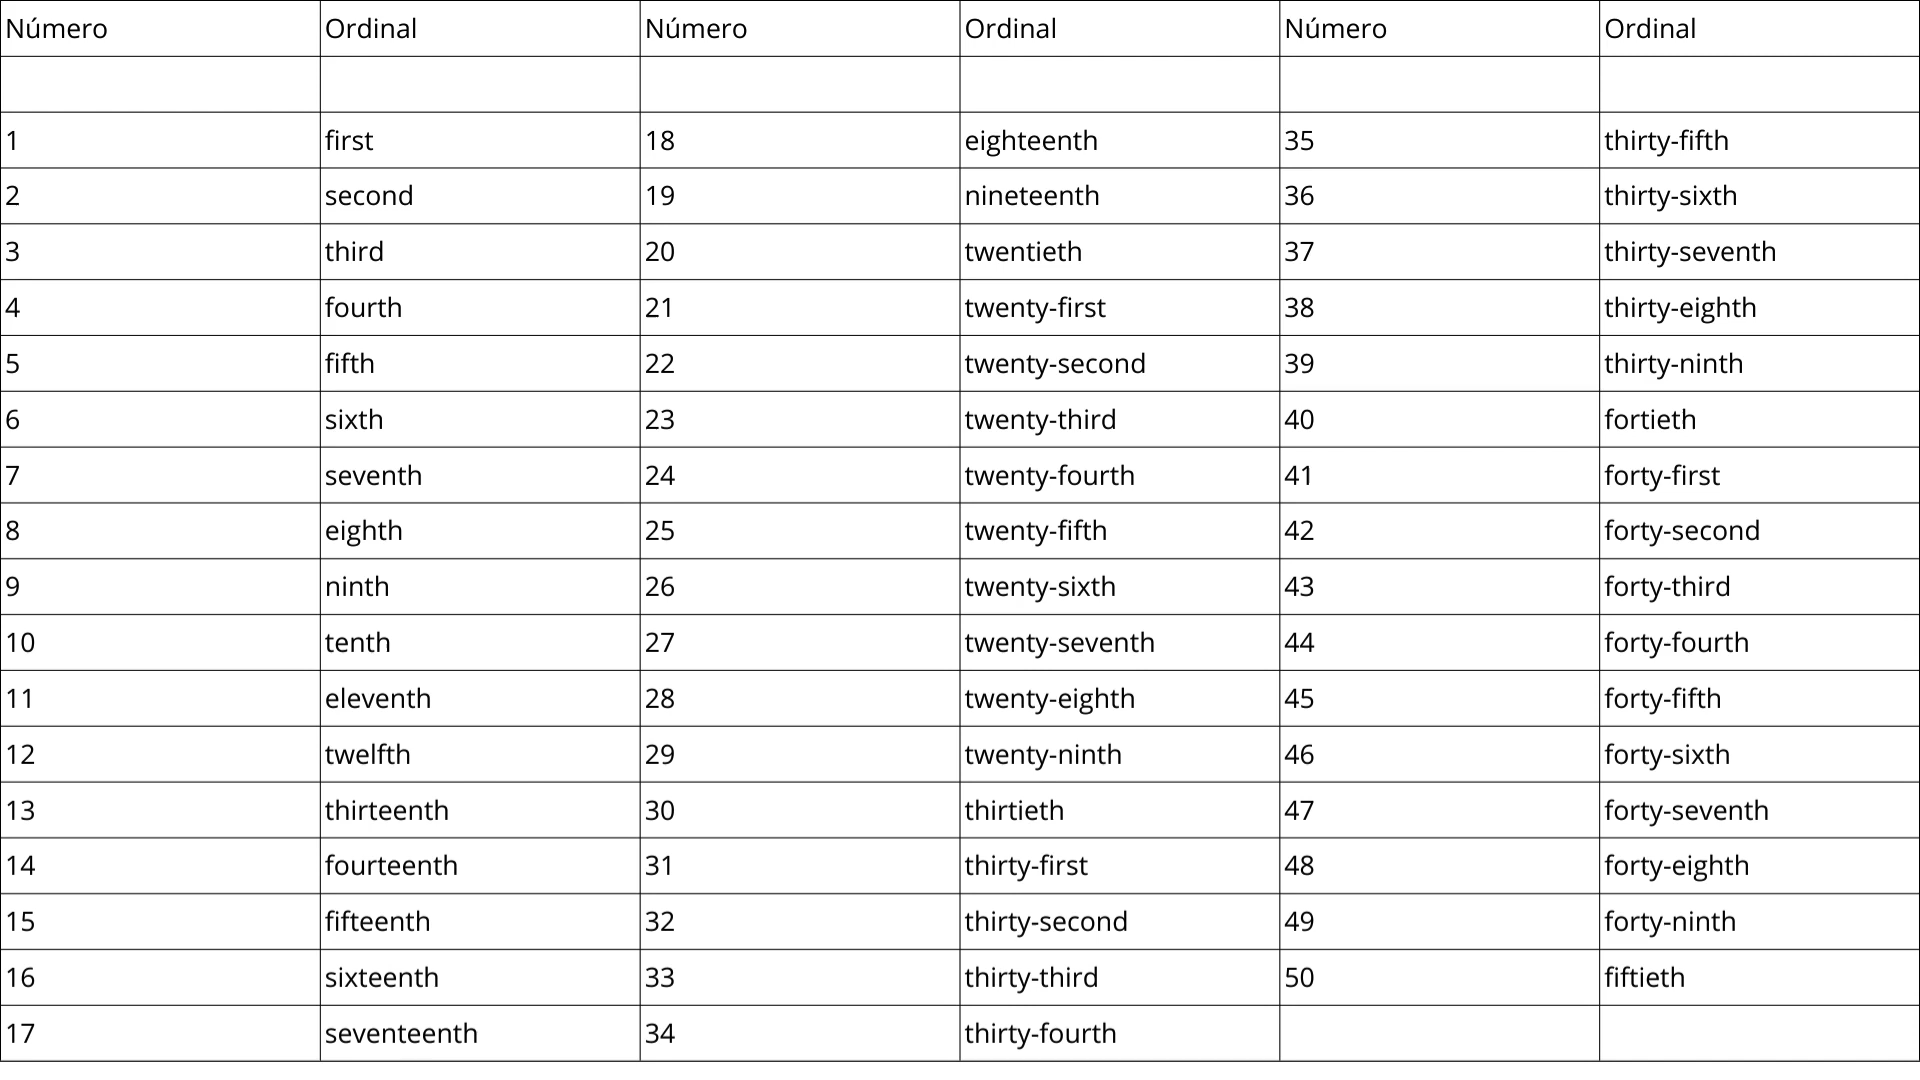 Número Ordinal Número Ordinal Número Ordinal
1 first 18 eighteenth 35 thirty-fifth
2 second 19 nineteenth 36 thirty-sixth
3 third 20 twentieth 37 thirty-seventh
4 fourth 21 twenty-first 38 thirty-eighth
5 fifth 22 twenty-second 39 thirty-ninth
6 sixth 23 twenty-third 40 fortieth
7 seventh 24 twenty-fourth 41 forty-first
8 eighth 25 twenty-fifth 42 forty-second
9 ninth 26 twenty-sixth 43 forty-third
10 tenth 27 twenty-seventh 44 forty-fourth
11 eleventh 28 twenty-eighth 45 forty-fifth
12 twelfth 29 twenty-ninth 46 forty-sixth
13 thirteenth 30 thirtieth 47 forty-seventh
14 fourteenth 31 thirty-first 48 forty-eighth
15 fifteenth 32 thirty-second 49 forty-ninth
16 sixteenth 33 thirty-third 50 fiftieth
17 seventeenth 34 thirty-fourth